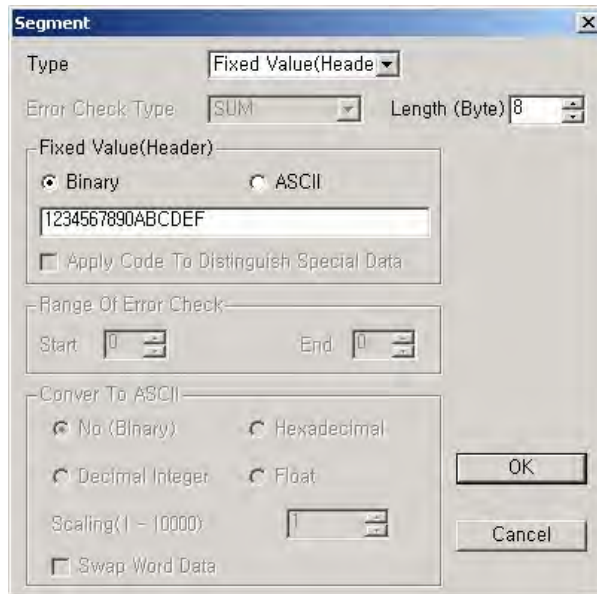 Segment
Type Fixed Value(Heade
Error Check Type SUM Length (Byte) 8
Fixed Value(Header)
Binary ASCII
1234567890ABCDEF
Apply Code To Distinguish Special Data
Range Of Error Check
Start 0 End 0
Conver To ASCII
No (Binary) Hexadecimal
Decimal Integer Float
Scaling(1 - 10000) 1
OK
Swap Word Data
Cancel